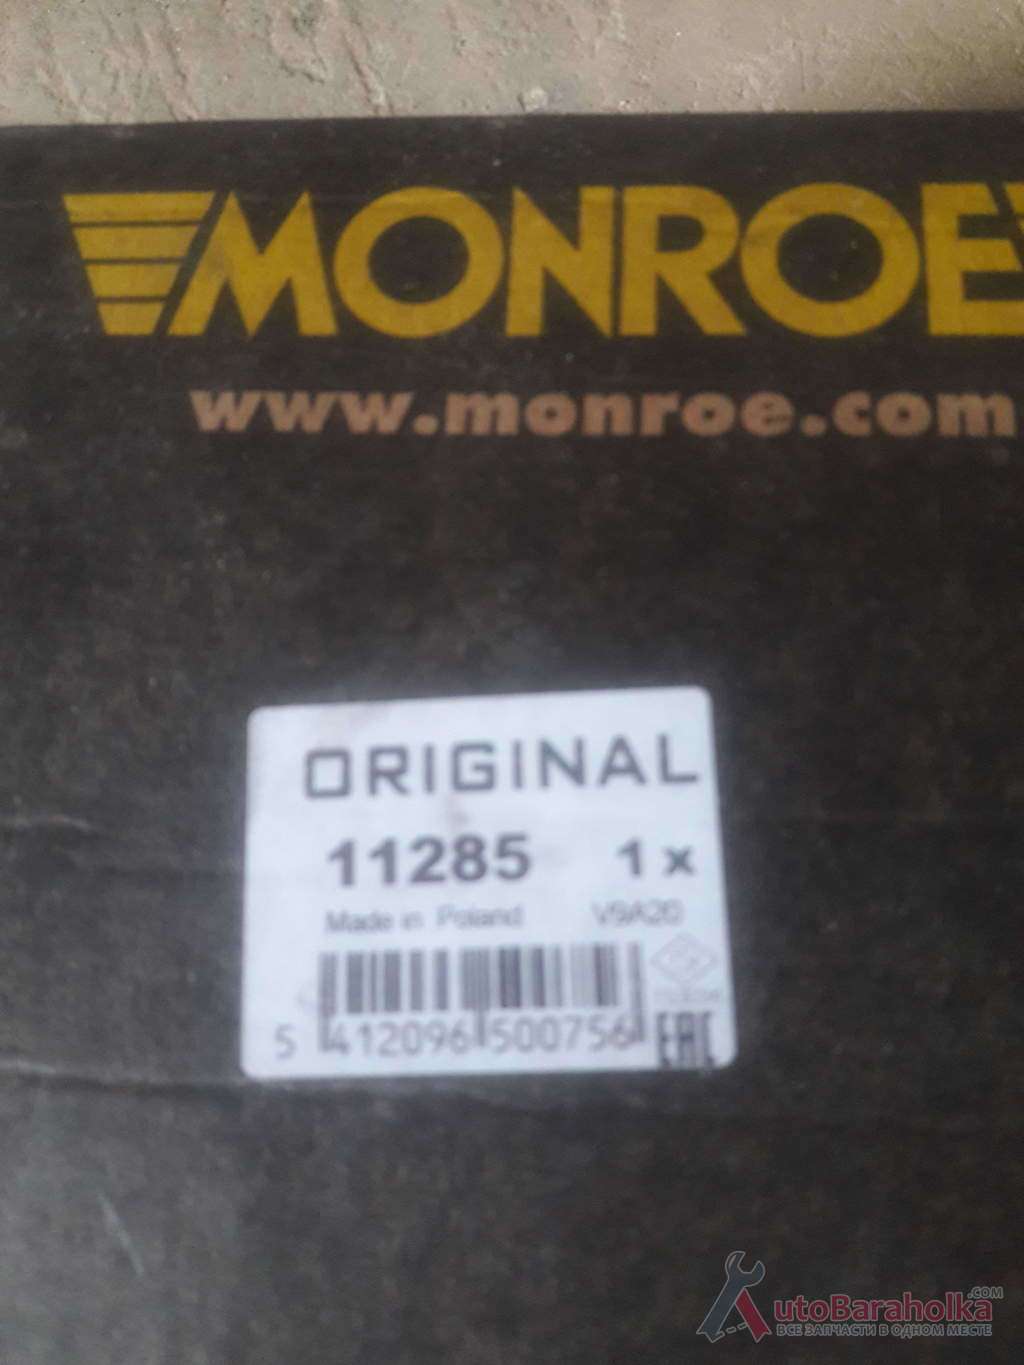 MONROE
www.monroe.com
ORIGINAL
11285 1 x
Made in Poland V9A20
5 412096 500756 EAC
AutoBaraholka.COM
ВСЕ ЗАПЧАСТИ В ОДНОМ МЕСТЕ